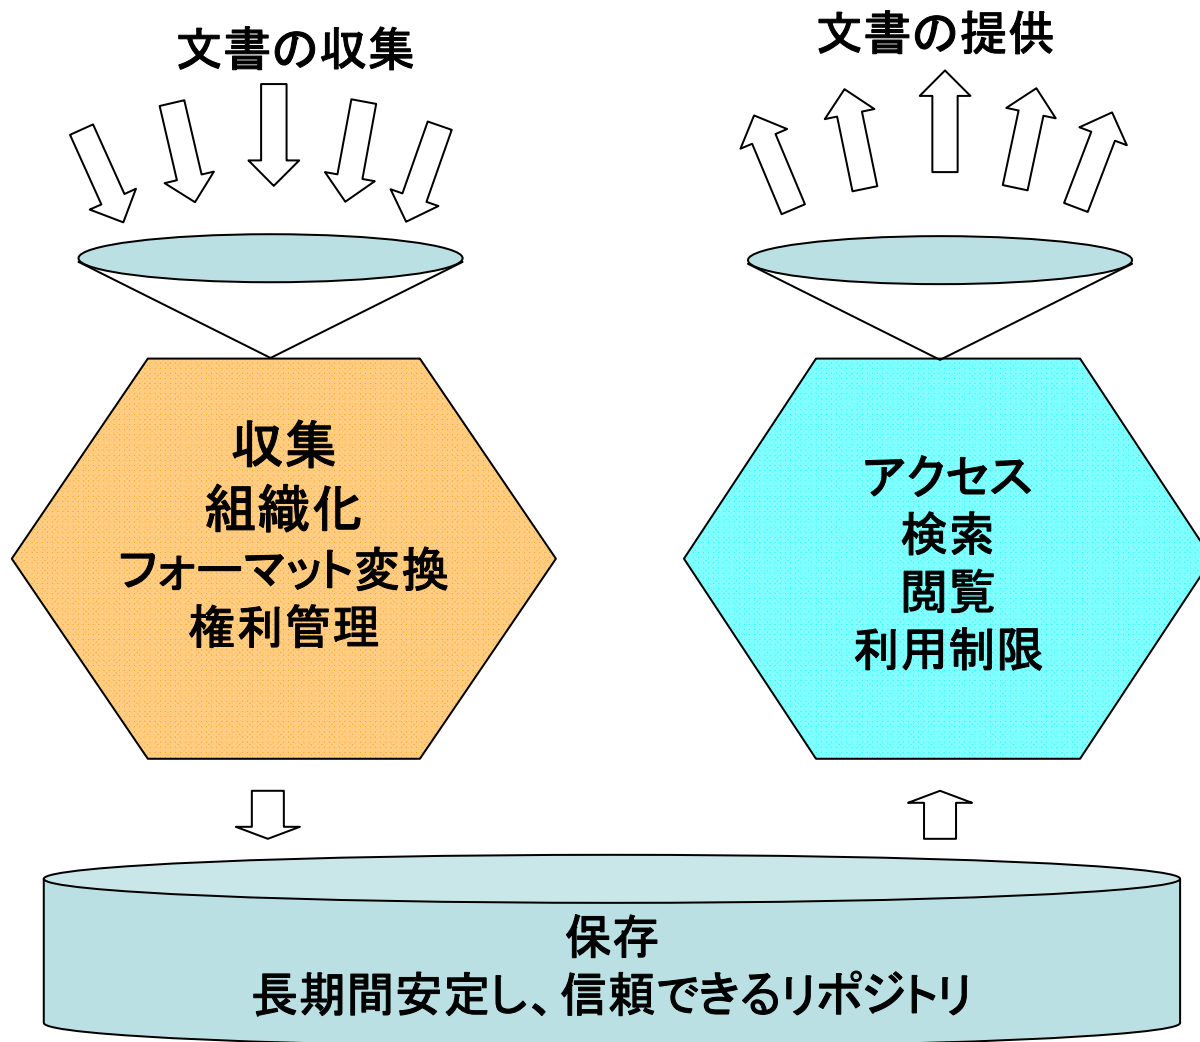 文書の収集
文書の提供
収集
組織化
フォーマット変換
権利管理
アクセス
検索
閲覧
利用制限
保存
長期間安定し、信頼できるリポジトリ